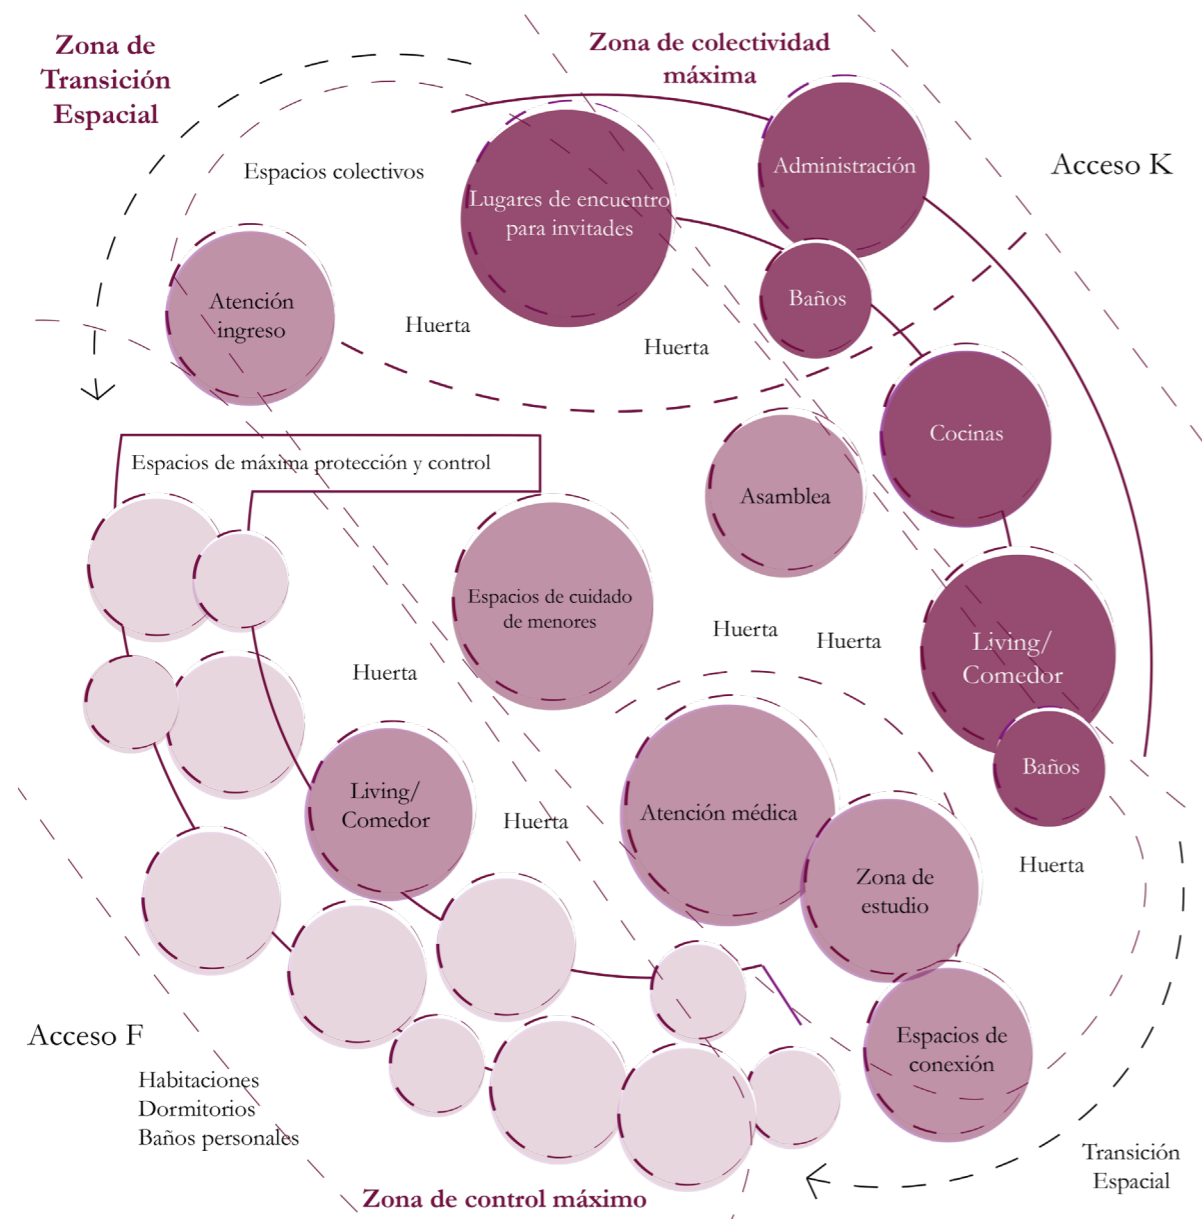 Zona de
Transición
Espacial
Zona de colectividad
máxima
Acceso K
Administración
Espacios colectivos
Lugares de encuentro
para invitades
Baños
Atención
ingreso
Huerta
Huerta
Cocinas
Espacios de máxima protección y control
Asamblea
Espacios de cuidado
de menores
Huerta
Huerta
Living/
Comedor
Huerta
Baños
Living/
Comedor
Huerta
Atención médica
Zona de
estudio
Huerta
Acceso F
Espacios de
conexión
Habitaciones
Dormitorios
Baños personales
Transición
Espacial
Zona de control máximo